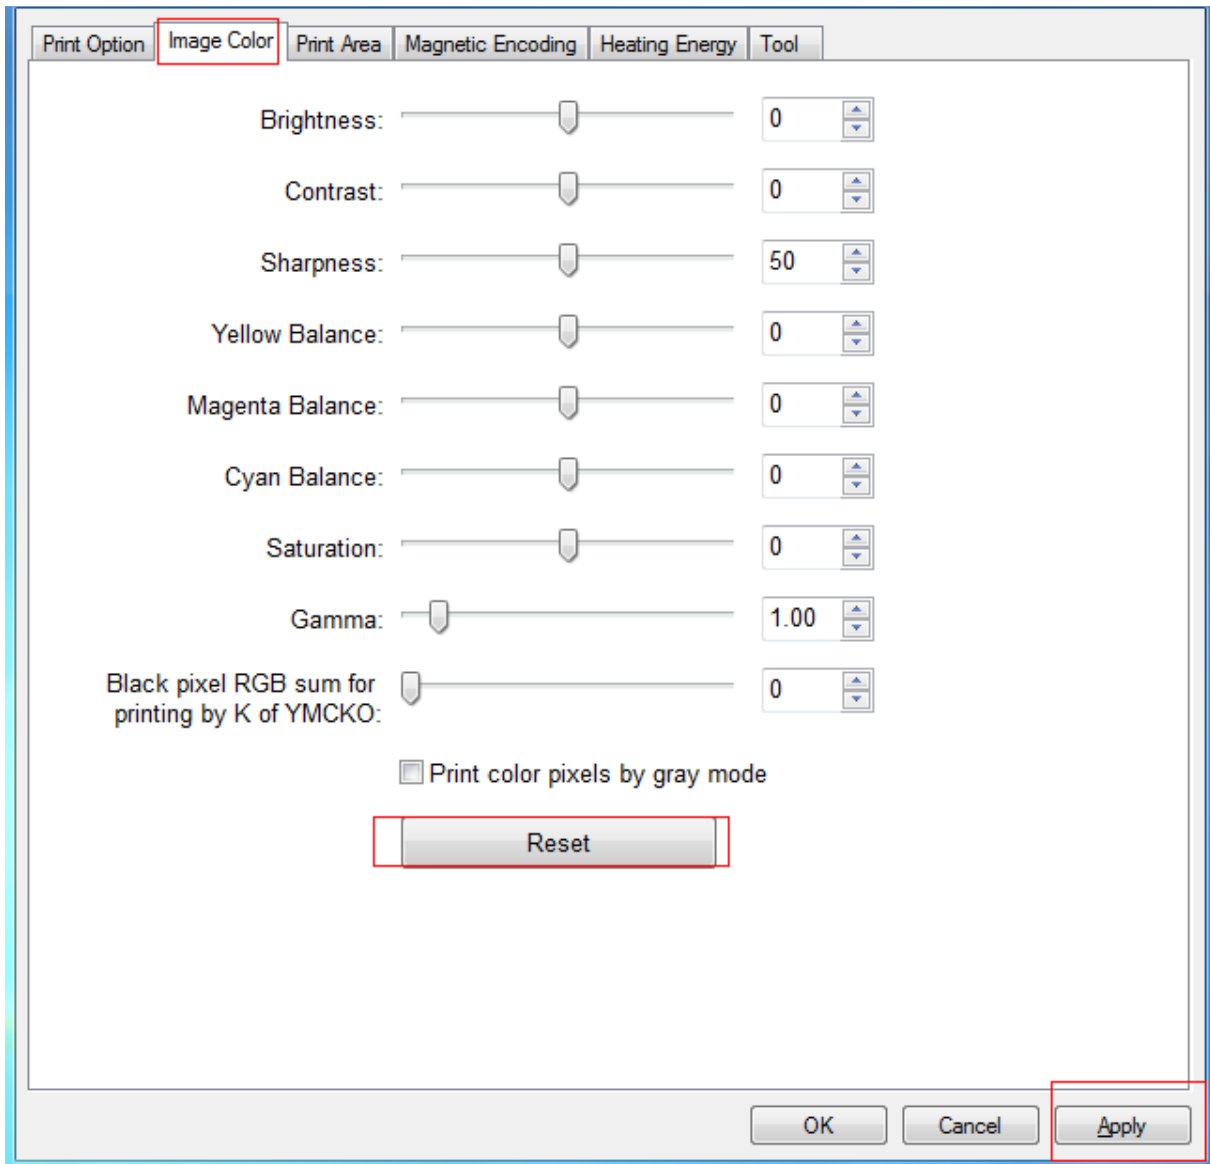 Print Option Image Color Print Area Magnetic Encoding Heating Energy Tool
Brightness: 0
Contrast: 0
Sharpness: 50
Yellow Balance: 0
Magenta Balance: 0
Cyan Balance: 0
Saturation: 0
Gamma: 1.00
Black pixel RGB sum for
printing by K of YMCKO: 0
Print color pixels by gray mode
Reset
OK Cancel Apply